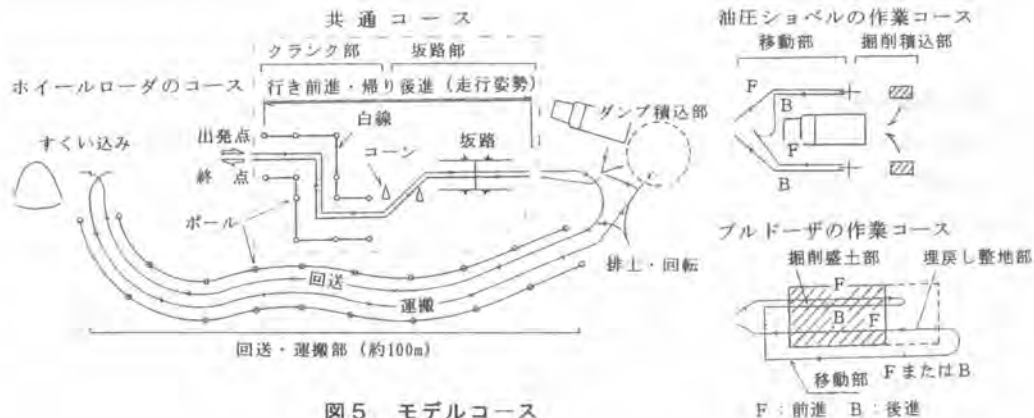 共通コース
クランク部 坂路部
ホイールローダのコース 行き前進・帰り後進(走行姿勢)
白線
ダンプ積込部
すくい込み 出発点 コーン 坂路
終点
ポール
回送
排土・回転
運搬
回送・運搬部(約100m)
油圧ショベルの作業コース
移動部 掘削積込部
F
B
F
B
ブルドーザの作業コース
掘削盛土部 埋戻し整地部
F
B F
移動部 FまたはB
F:前進 B:後進
図5 モデルコース